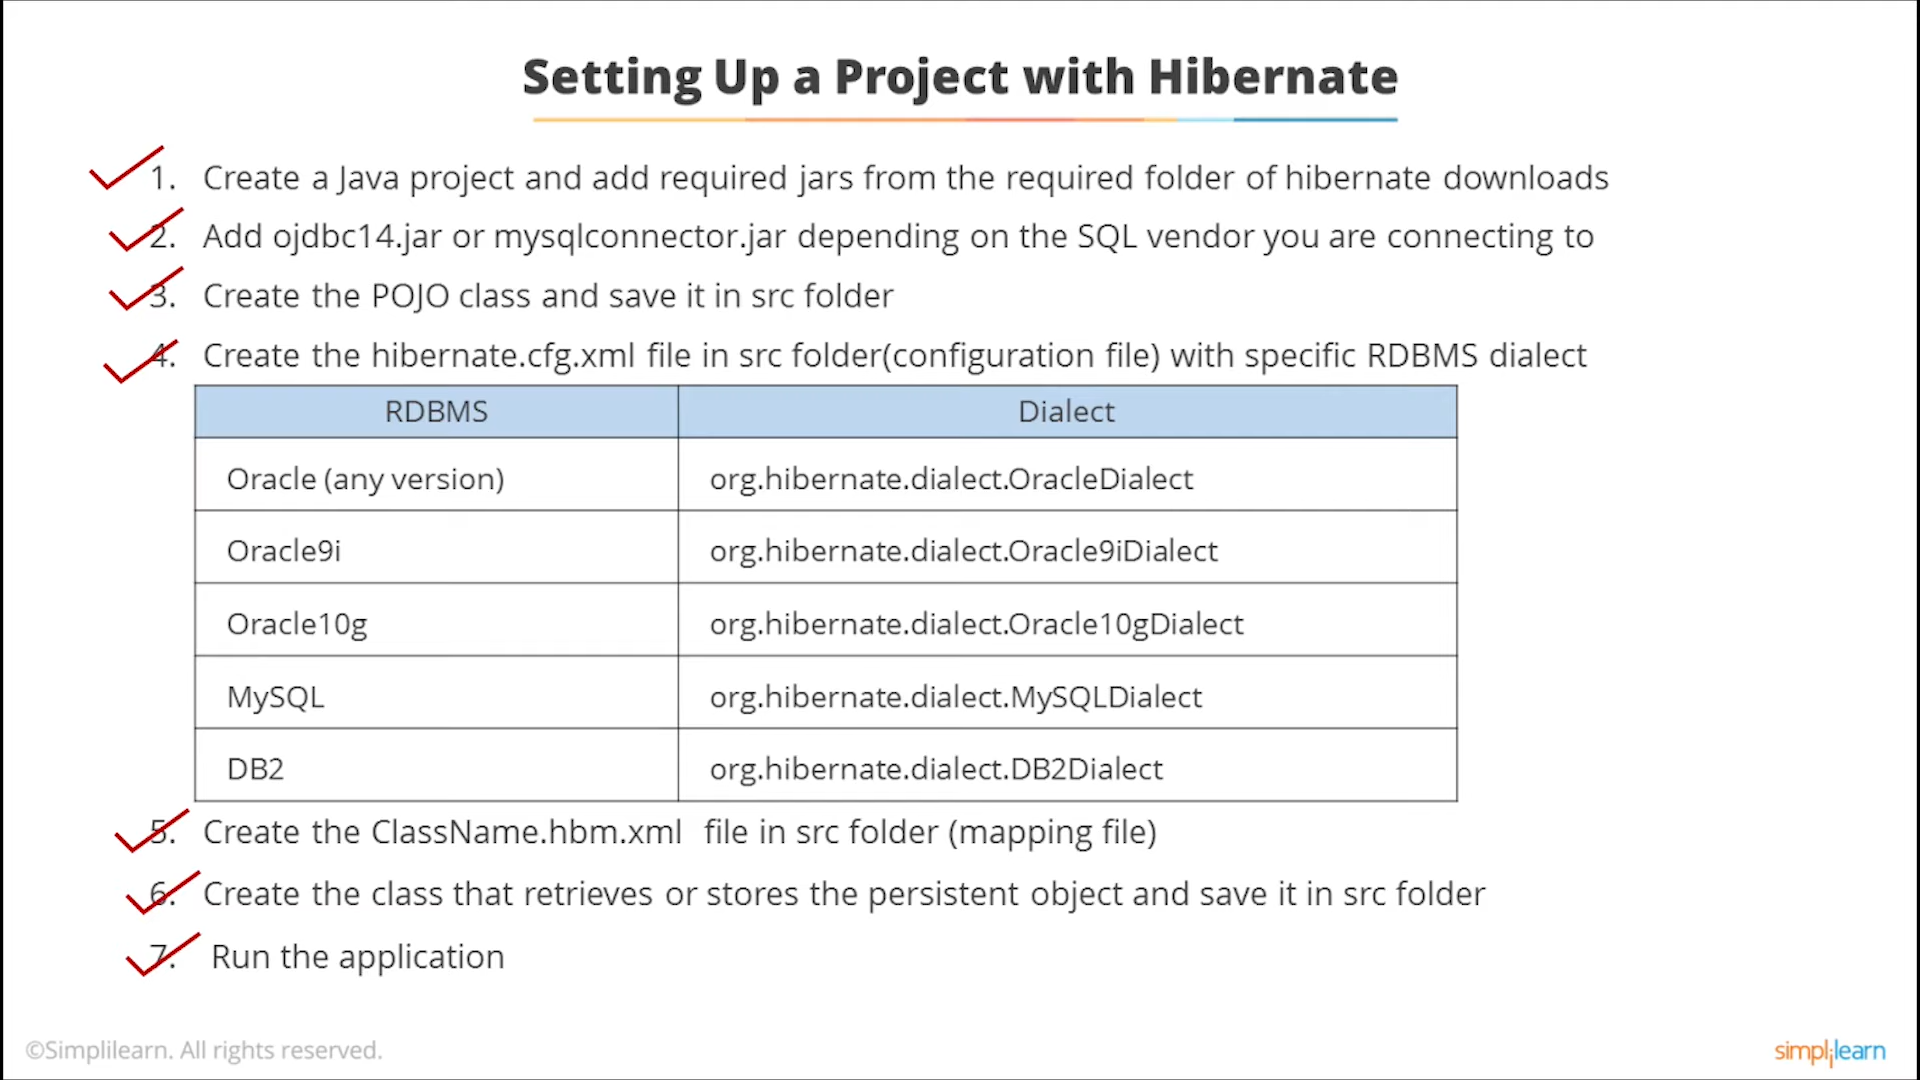 Setting Up a Project with Hibernate
1. Create a Java project and add required jars from the required folder of hibernate downloads
2. Add ojdbc14.jar or mysqlconnector.jar depending on the SQL vendor you are connecting to
3. Create the POJO class and save it in src folder
4. Create the hibernate.cfg.xml file in src folder(configuration file) with specific RDBMS dialect
RDBMS Dialect
Oracle (any version) org.hibernate.dialect.OracleDialect
Oracle9i org.hibernate.dialect.Oracle9iDialect
Oracle10g org.hibernate.dialect.Oracle10gDialect
MySQL org.hibernate.dialect.MySQLDialect
DB2 org.hibernate.dialect.DB2Dialect
5. Create the ClassName.hbm.xml file in src folder (mapping file)
6. Create the class that retrieves or stores the persistent object and save it in src folder
7. Run the application
©Simplilearn. All rights reserved.
simplilearn